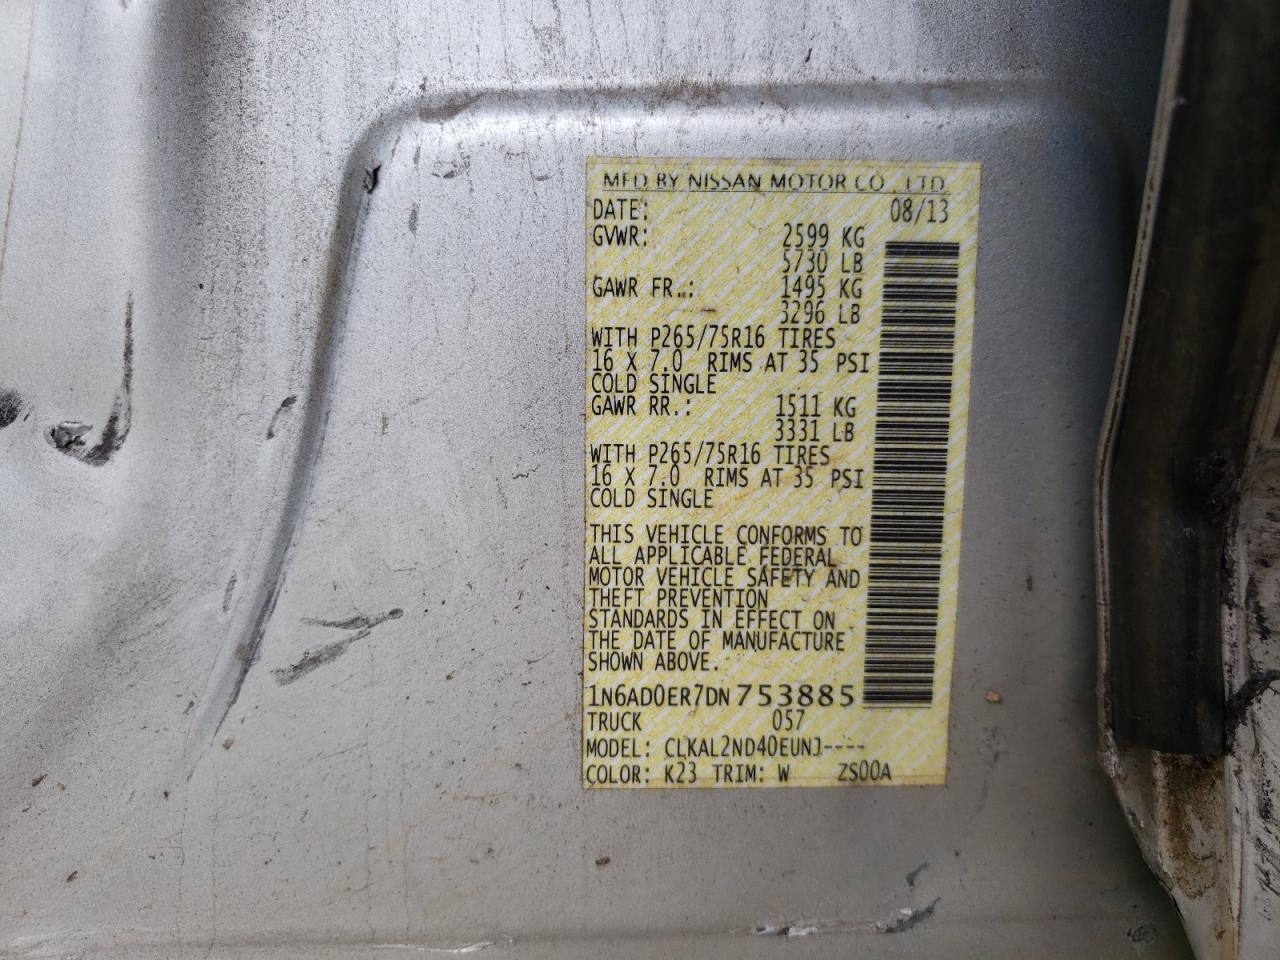 MFD BY NISSAN MOTOR CO., LTD.
DATE: 08/13
GVWR: 2599 KG
5730 LB
GAWR FR.: 1495 KG
3296 LB
WITH P265/75R16 TIRES
16 X 7.0 RIMS AT 35 PSI
COLD SINGLE
GAWR RR.: 1511 KG
3331 LB
WITH P265/75R16 TIRES
16 X 7.0 RIMS AT 35 PSI
COLD SINGLE
THIS VEHICLE CONFORMS TO
ALL APPLICABLE FEDERAL
MOTOR VEHICLE SAFETY AND
THEFT PREVENTION
STANDARDS IN EFFECT ON
THE DATE OF MANUFACTURE
SHOWN ABOVE.
1N6AD0ER7DN753885
TRUCK 057
MODEL: CLKAL2ND40EUNJ----
COLOR: K23 TRIM: W ZS00A